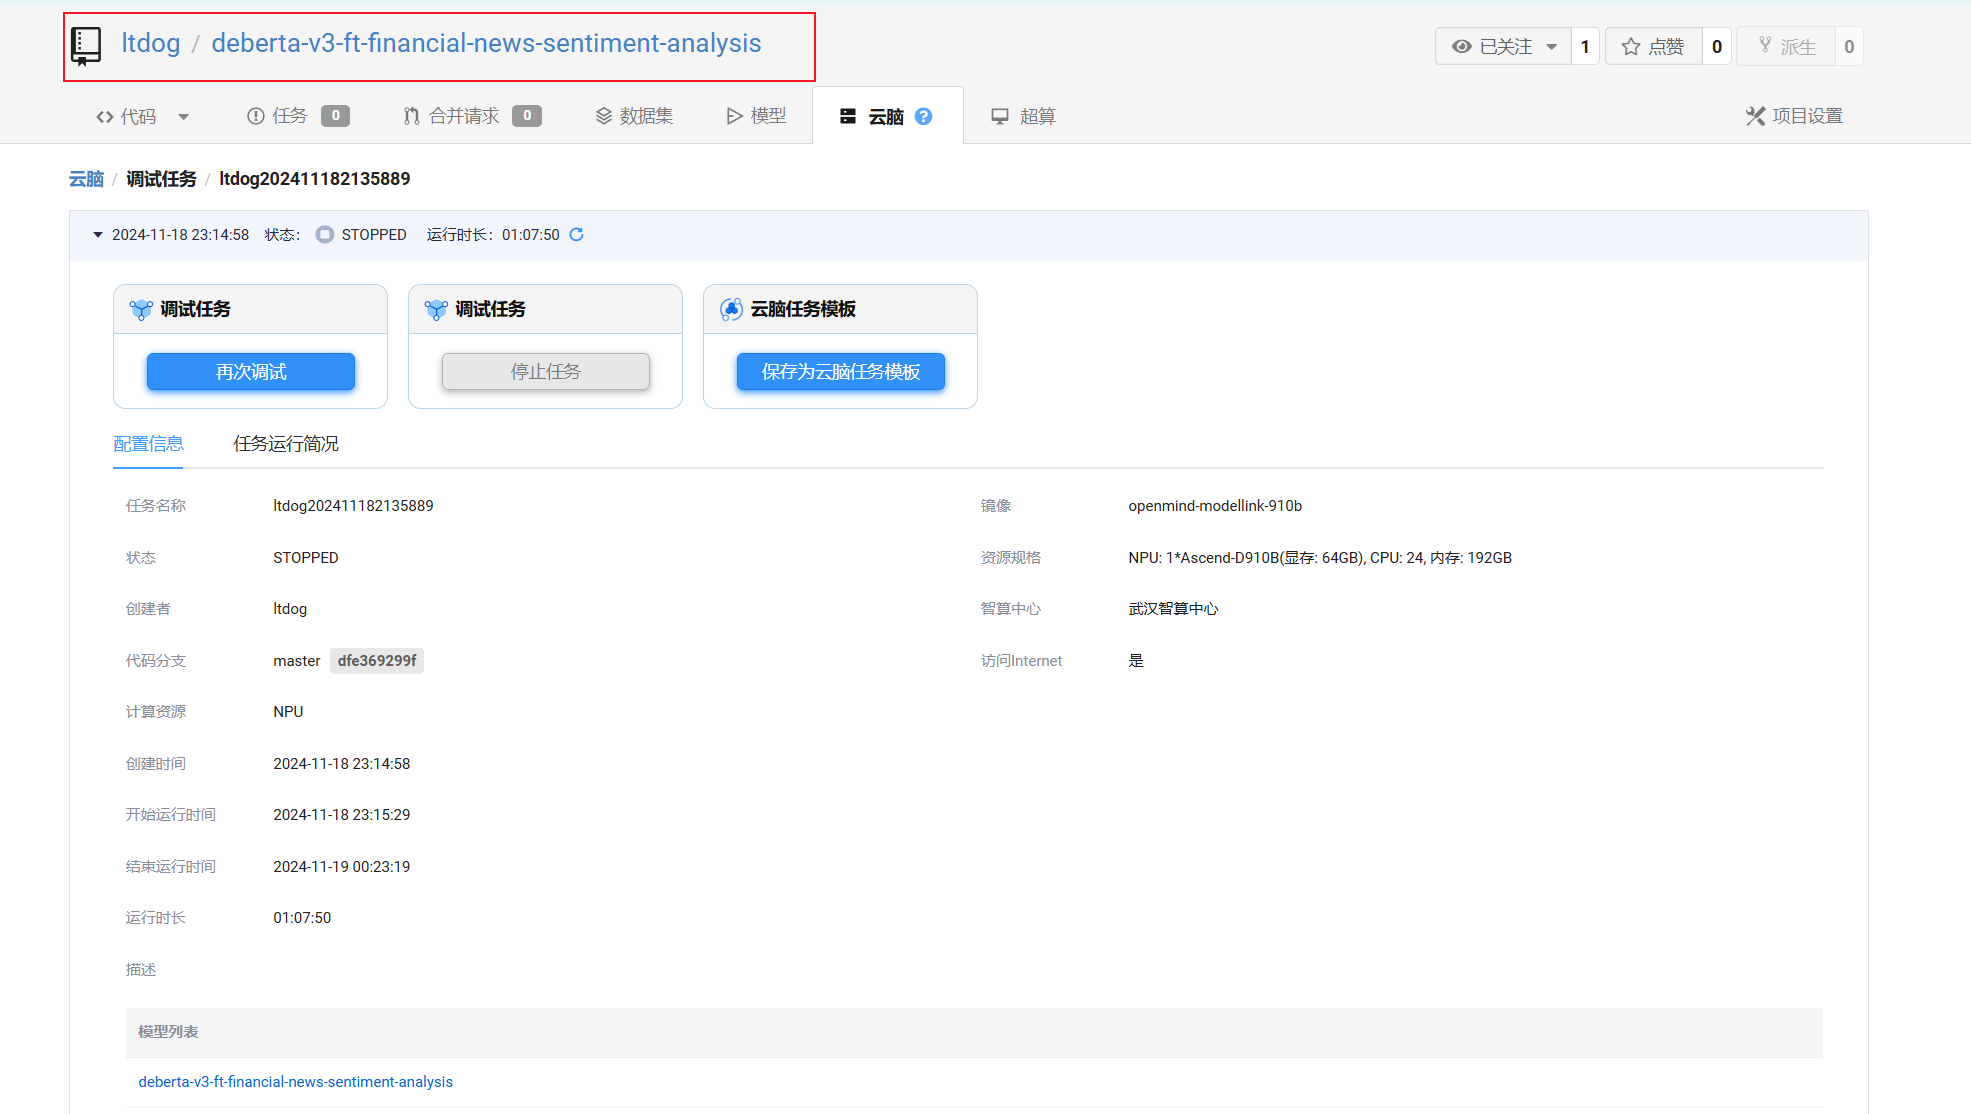 ltdog / deberta-v3-ft-financial-news-sentiment-analysis
已关注 1 点赞 0 派生 0
代码 任务 0 合并请求 0 数据集 模型 云脑 ? 超算 项目设置
云脑 / 调试任务 / ltdog202411182135889
2024-11-18 23:14:58 状态： STOPPED 运行时长：01:07:50
调试任务 调试任务 云脑任务模板
再次调试 停止任务 保存为云脑任务模板
配置信息 任务运行简况
任务名称 ltdog202411182135889 镜像 openmind-modellink-910b
状态 STOPPED 资源规格 NPU: 1*Ascend-D910B(显存: 64GB), CPU: 24, 内存: 192GB
创建者 ltdog 智算中心 武汉智算中心
代码分支 master dfe369299f 访问Internet 是
计算资源 NPU
创建时间 2024-11-18 23:14:58
开始运行时间 2024-11-18 23:15:29
结束运行时间 2024-11-19 00:23:19
运行时长 01:07:50
描述
模型列表
deberta-v3-ft-financial-news-sentiment-analysis